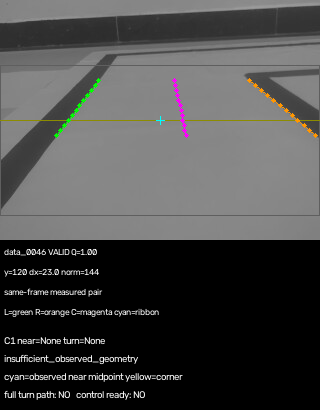 data_0046 VALID Q=1.00
y=120 dx=23.0 norm=144
same-frame measured pair
L=green R=orange C=magenta cyan=ribbon
C1 near=None turn=None
insufficient_observed_geometry
cyan=observed near midpoint yellow=corner
full turn path: NO control ready: NO